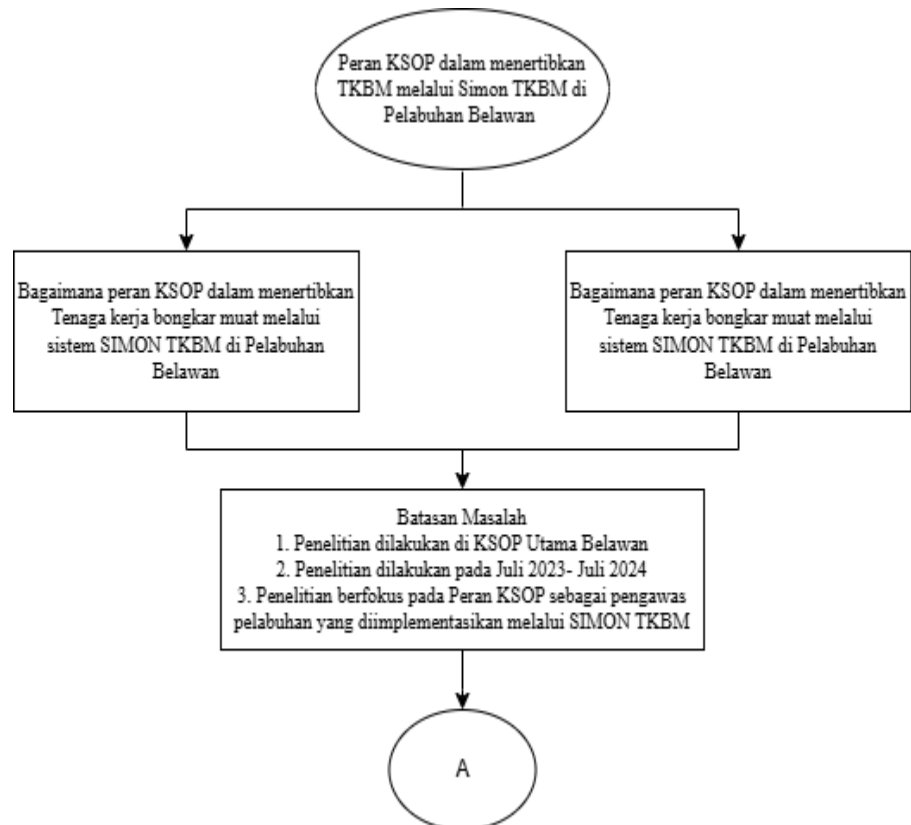 Peran KSOP dalam menertibkan
TKBM melalui Simon TKBM di
Pelabuhan Belawan
Bagaimana peran KSOP dalam menertibkan
Tenaga kerja bongkar muat melalui
sistem SIMON TKBM di Pelabuhan
Belawan
Bagaimana peran KSOP dalam menertibkan
Tenaga kerja bongkar muat melalui
sistem SIMON TKBM di Pelabuhan
Belawan
Batasan Masalah
1. Penelitian dilakukan di KSOP Utama Belawan
2. Penelitian dilakukan pada Juli 2023- Juli 2024
3. Penelitian berfokus pada Peran KSOP sebagai pengawas
pelabuhan yang diimplementasikan melalui SIMON TKBM
A